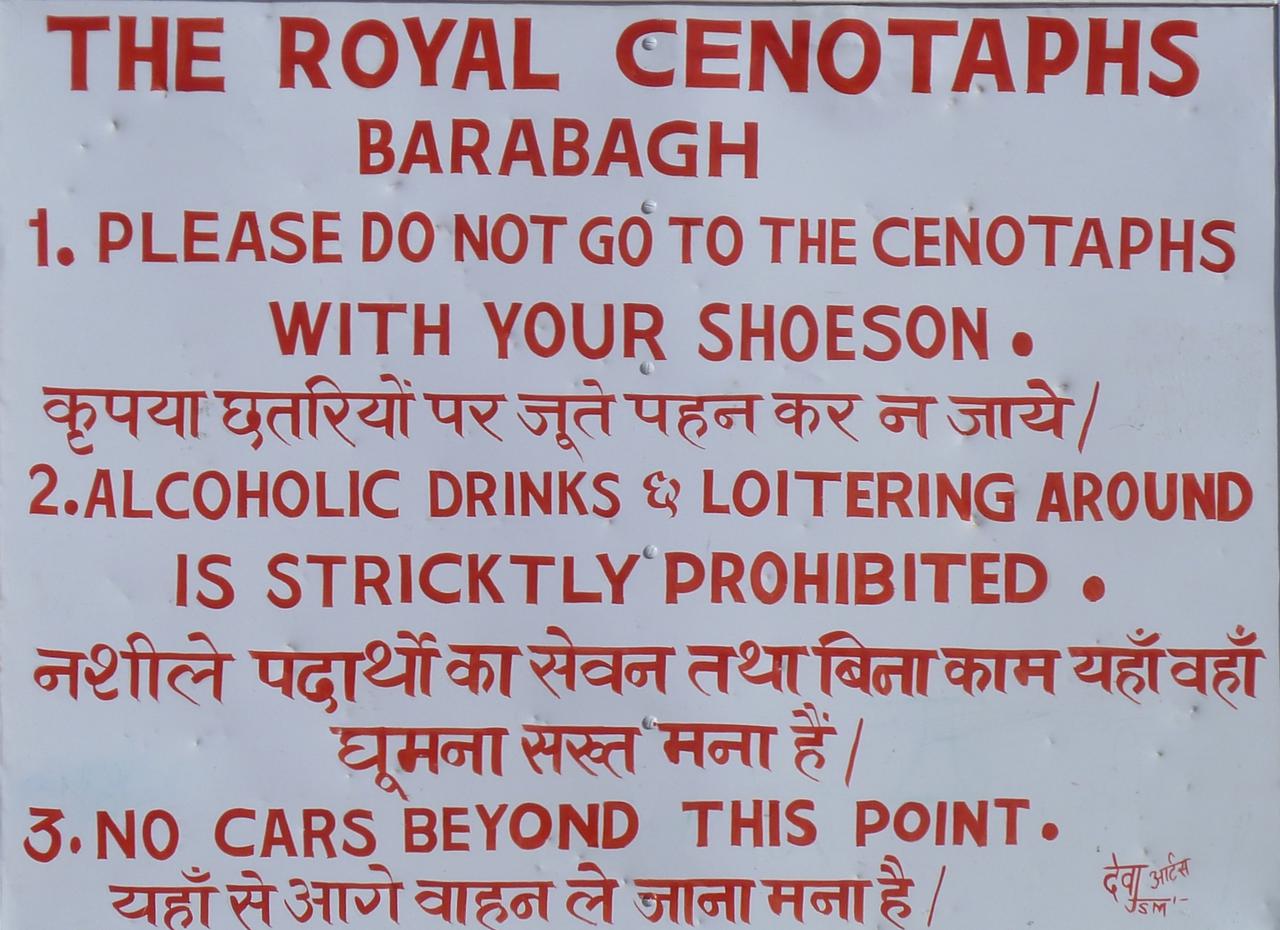 THE ROYAL CENOTAPHS
BARABAGH
1. PLEASE DO NOT GO TO THE CENOTAPHS
WITH YOUR SHOESON.
कृपया छतरियों पर जूते पहन कर न जाये/
2. ALCOHOLIC DRINKS & LOITERING AROUND
IS STRICKTLY PROHIBITED.
नशीले पदार्थो का सेवन तथा बिना काम यहाँ वहाँ
घूमना सख्त मना हैं/
3. NO CARS BEYOND THIS POINT.
यहाँ से आगे वाहन ले जाना मना है/
देवा आर्टस
JSM